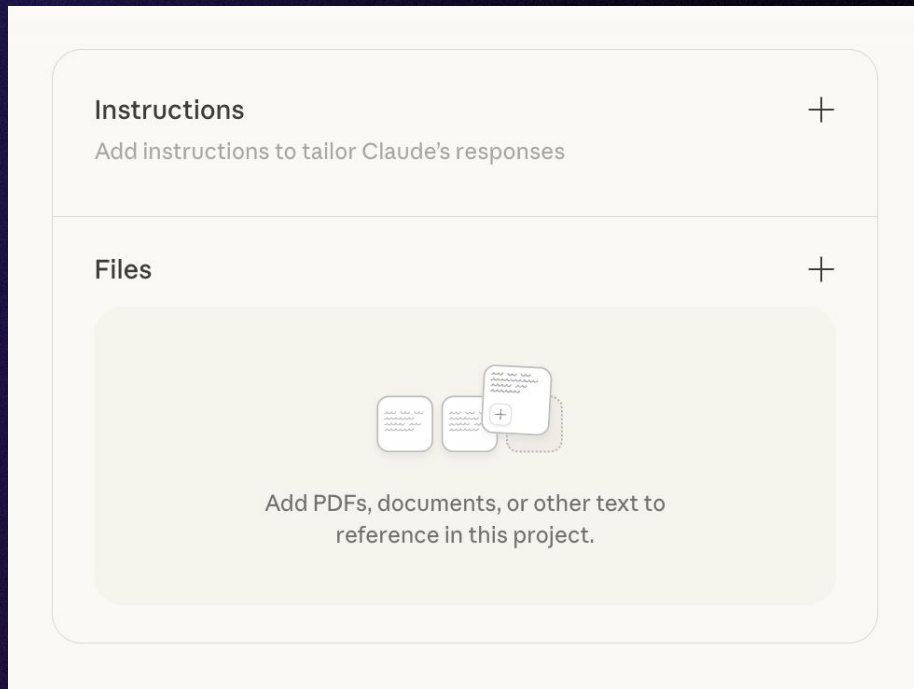 Instructions
Add instructions to tailor Claude’s responses
Files
Add PDFs, documents, or other text to
reference in this project.